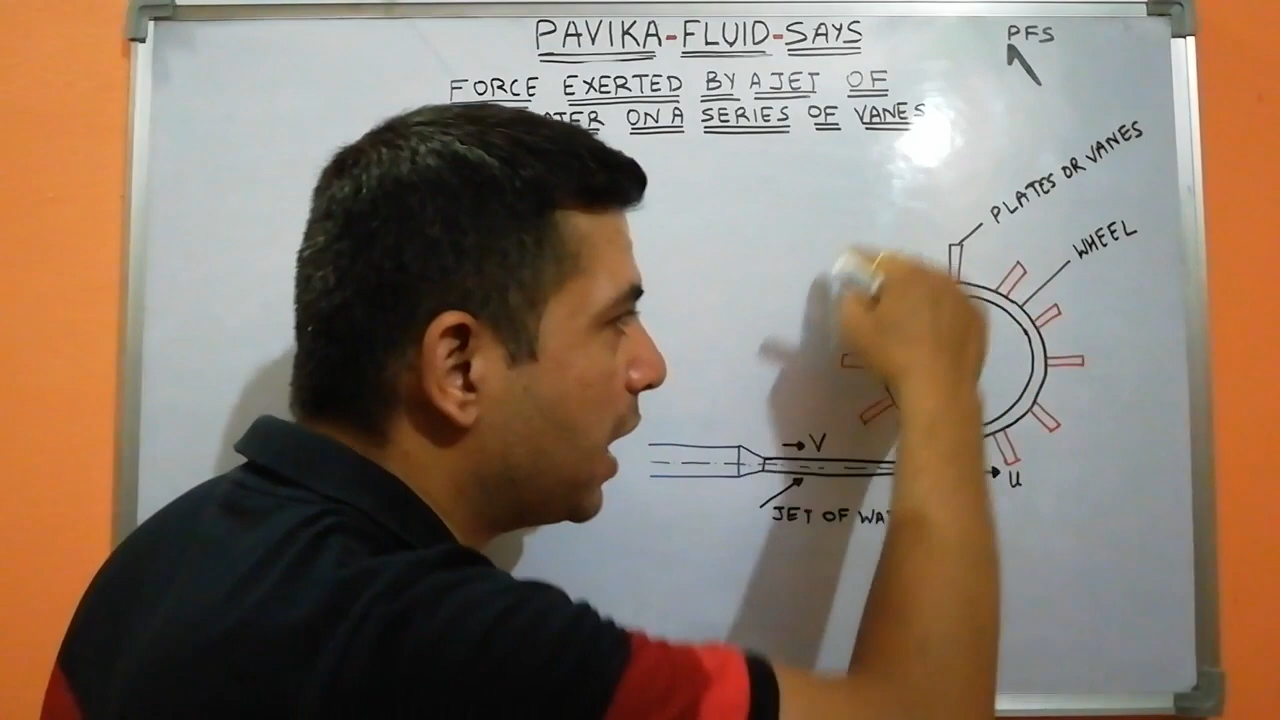 PAVIKA-FLUID-SAYS
PFS
FORCE EXERTED BY A JET OF
ON A SERIES OF VANES
PLATES OR VANES
WHEEL
V
u
JET OF